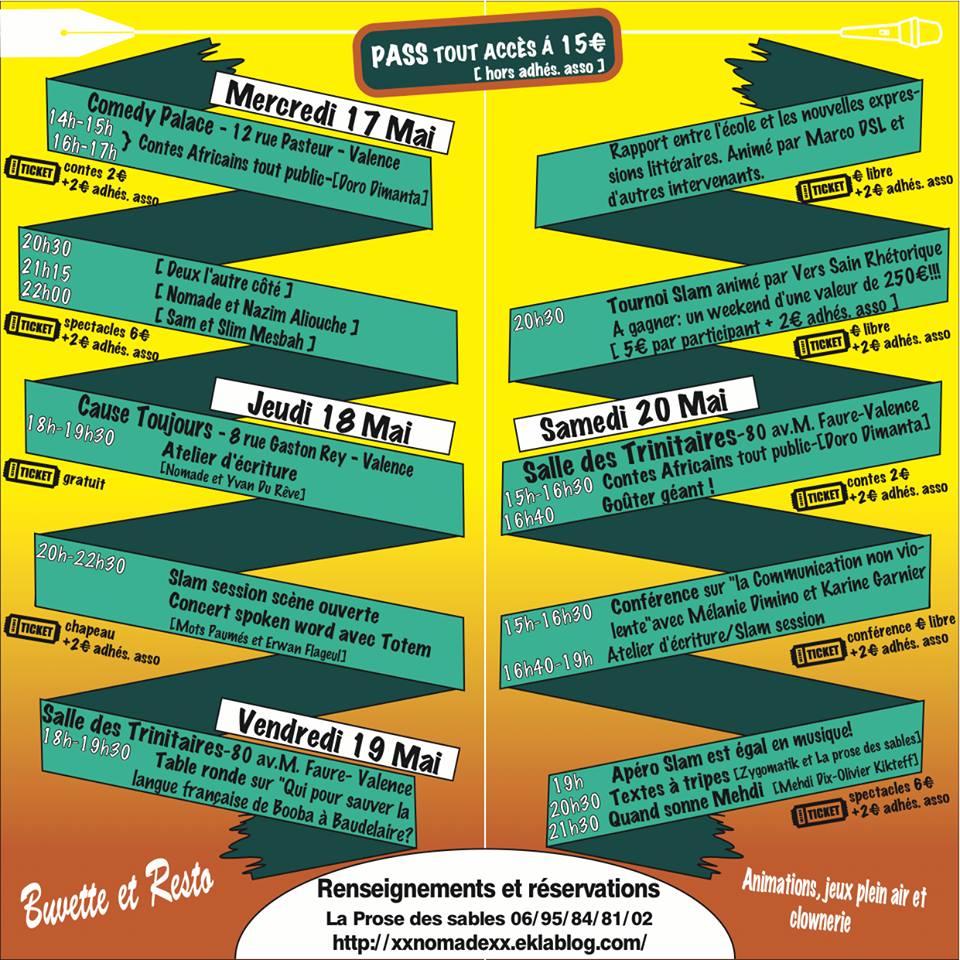 PASS TOUT ACCÈS Á 15€
[ hors adhés. asso ]
Mercredi 17 Mai
Comedy Palace - 12 rue Pasteur - Valence
14h-15h
16h-17h } Contes Africains tout public-[Doro Dimanta]
TICKET contes 2€
+2€ adhés. asso
20h30 [ Deux l'autre côté ]
21h15 [ Nomade et Nazim Aliouche ]
22h00 [ Sam et Slim Mesbah ]
TICKET spectacles 6€
+2€ adhés. asso
Jeudi 18 Mai
Cause Toujours - 8 rue Gaston Rey - Valence
18h-19h30 Atelier d'écriture
[Nomade et Yvan Du Rêve]
TICKET gratuit
20h-22h30 Slam session scène ouverte
Concert spoken word avec Totem
[Mots Paumés et Erwan Flageul]
TICKET chapeau
+2€ adhés. asso
Vendredi 19 Mai
Salle des Trinitaires-80 av.M. Faure- Valence
18h-19h30 Table ronde sur "Qui pour sauver la
langue française de Booba à Baudelaire?
Rapport entre l'école et les nouvelles expres-
sions littéraires. Animé par Marco DSL et
d'autres intervenants.
TICKET € libre
+2€ adhés. asso
20h30 Tournoi Slam animé par Vers Sain Rhétorique
A gagner: un weekend d'une valeur de 250€!!!
[ 5€ par participant + 2€ adhés. asso ]
TICKET € libre
+2€ adhés. asso
Samedi 20 Mai
Salle des Trinitaires-80 av.M. Faure-Valence
15h-16h30 Contes Africains tout public-[Doro Dimanta]
16h40 Goûter géant !
TICKET contes 2€
+2€ adhés. asso
15h-16h30 Conférence sur "la Communication non vio-
lente"avec Mélanie Dimino et Karine Garnier
16h40-19h Atelier d'écriture/Slam session
TICKET conférence € libre
+2€ adhés. asso
19h Apéro Slam est égal en musique!
20h30 Textes à tripes [Zygomatik et La prose des sables]
21h30 Quand sonne Mehdi [Mehdi Dix-Olivier Kikteff]
TICKET spectacles 6€
+2€ adhés. asso
Buvette et Resto
Renseignements et réservations
La Prose des sables 06/95/84/81/02
http://xxnomadexx.eklablog.com/
Animations, jeux plein air et
clownerie